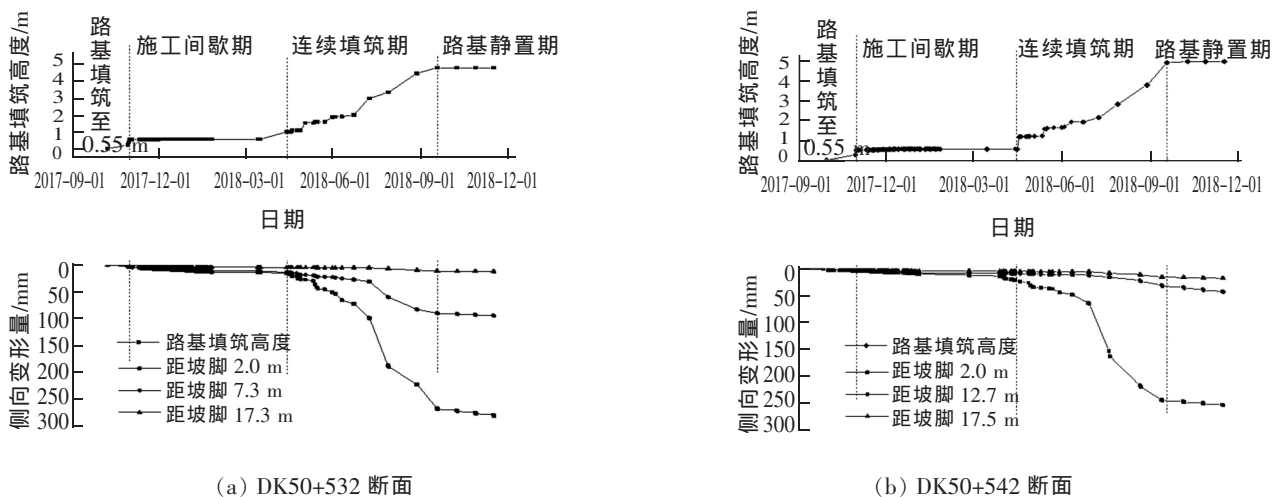 路基填筑高度/m
5
4
3
2
1
0
路基填筑至
0.55 m
施工间歇期
连续填筑期
路基静置期
2017-09-01
2017-12-01
2018-03-01
2018-06-01
2018-09-01
2018-12-01
日期
侧向变形量/mm
0
50
100
150
200
250
300
路基填筑高度
距坡脚 2.0 m
距坡脚 7.3 m
距坡脚 17.3 m
(a) DK50+532 断面
路基填筑高度/m
5
4
3
2
1
0
路基填筑至
0.55 m
施工间歇期
连续填筑期
路基静置期
2017-09-01
2017-12-01
2018-03-01
2018-06-01
2018-09-01
2018-12-01
日期
侧向变形量/mm
0
50
100
150
200
250
300
路基填筑高度
距坡脚 2.0 m
距坡脚 12.7 m
距坡脚 17.5 m
(b) DK50+542 断面